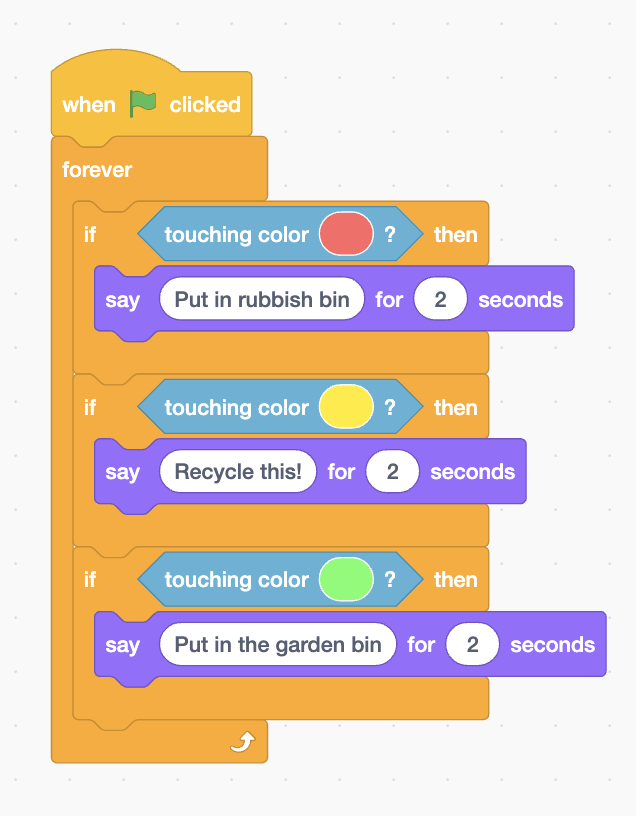 when clicked
forever
if touching color ? then
say Put in rubbish bin for 2 seconds
if touching color ? then
say Recycle this! for 2 seconds
if touching color ? then
say Put in the garden bin for 2 seconds